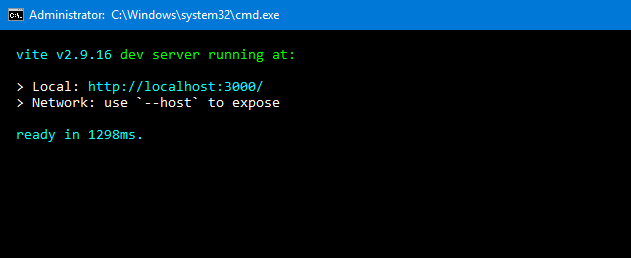 Administrator: C:\Windows\system32\cmd.exe
vite v2.9.16 dev server running at:
> Local: http://localhost:3000/
> Network: use `--host` to expose
ready in 1298ms.